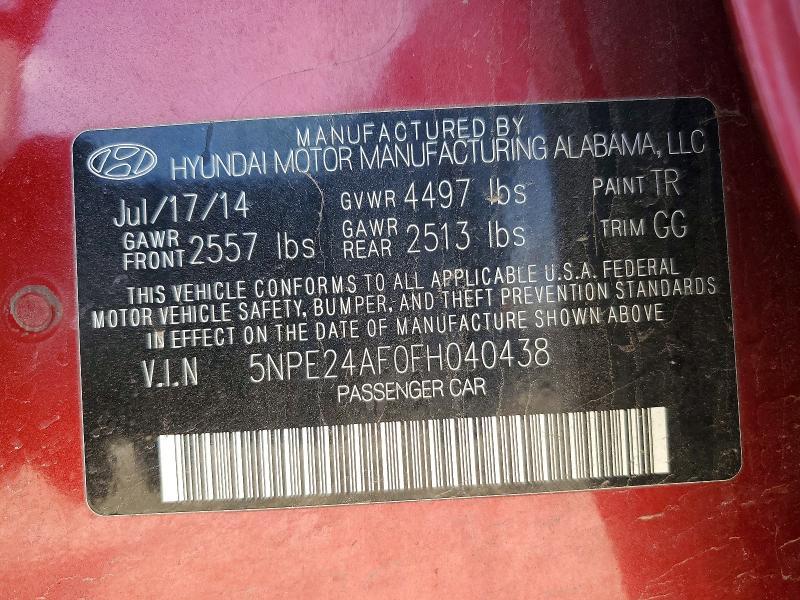 MANUFACTURED BY
HYUNDAI MOTOR MANUFACTURING ALABAMA, LLC
Jul/17/14 GVWR 4497 lbs PAINT TR
GAWR FRONT 2557 lbs GAWR REAR 2513 lbs TRIM GG
THIS VEHICLE CONFORMS TO ALL APPLICABLE U.S.A. FEDERAL
MOTOR VEHICLE SAFETY, BUMPER, AND THEFT PREVENTION STANDARDS
IN EFFECT ON THE DATE OF MANUFACTURE SHOWN ABOVE
V.I.N 5NPE24AF0FH040438
PASSENGER CAR